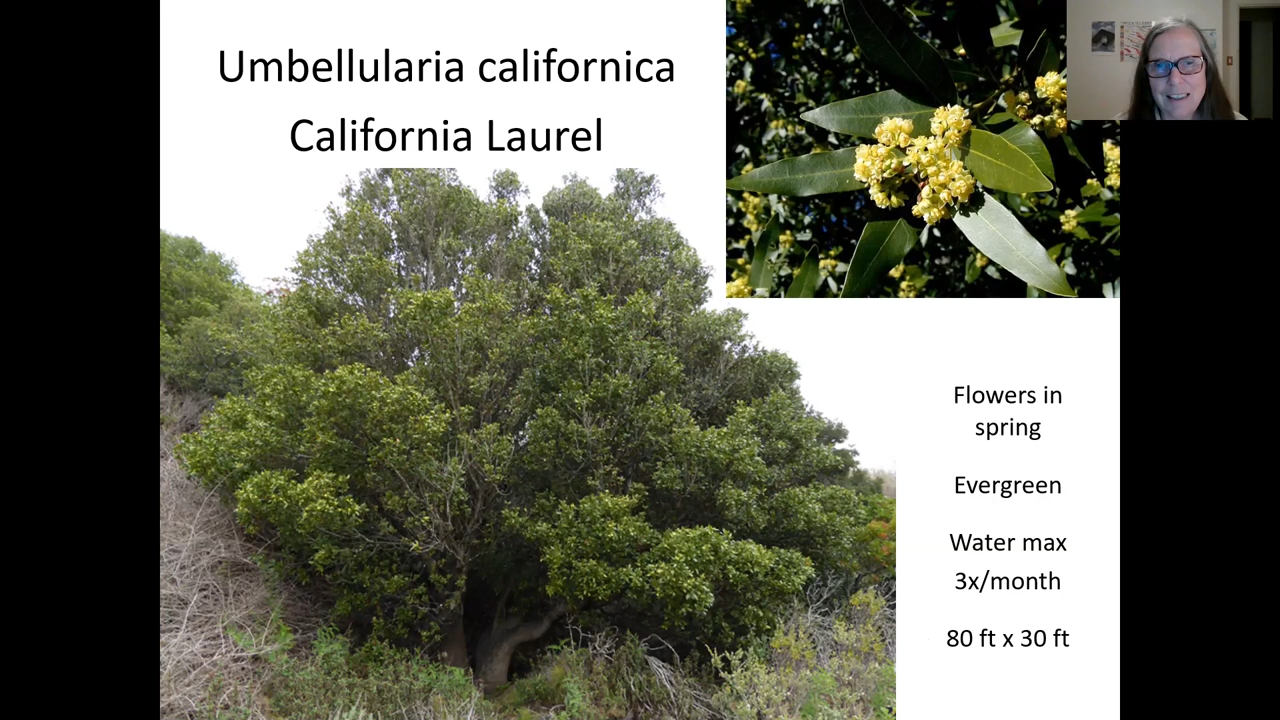 Umbellularia californica
California Laurel
Flowers in
spring
Evergreen
Water max
3x/month
80 ft x 30 ft